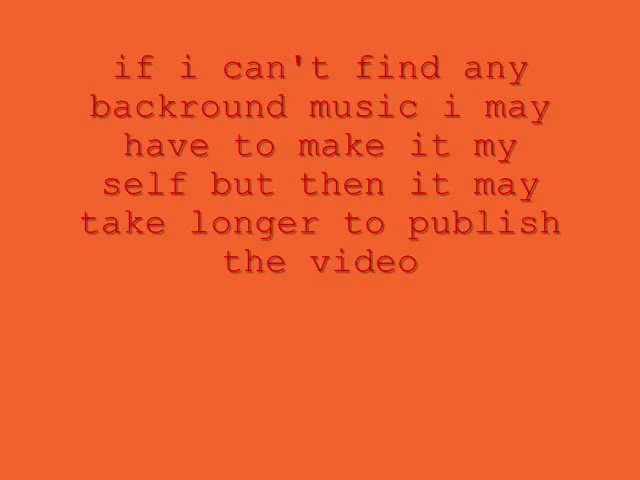 if i can't find any
backround music i may
have to make it my
self but then it may
take longer to publish
the video